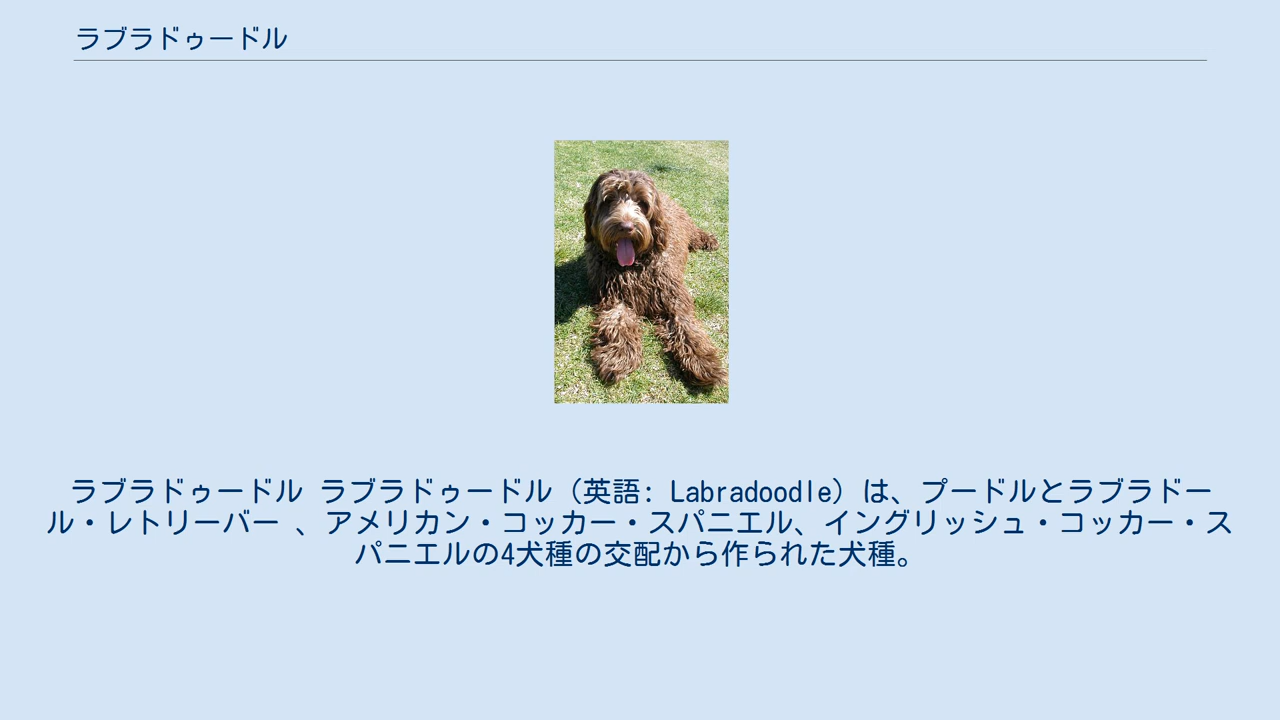 ラブラドゥードル
ラブラドゥードル ラブラドゥードル（英語: Labradoodle）は、プードルとラブラドー
ル・レトリーバー 、アメリカン・コッカー・スパニエル、イングリッシュ・コッカー・ス
パニエルの4犬種の交配から作られた犬種。